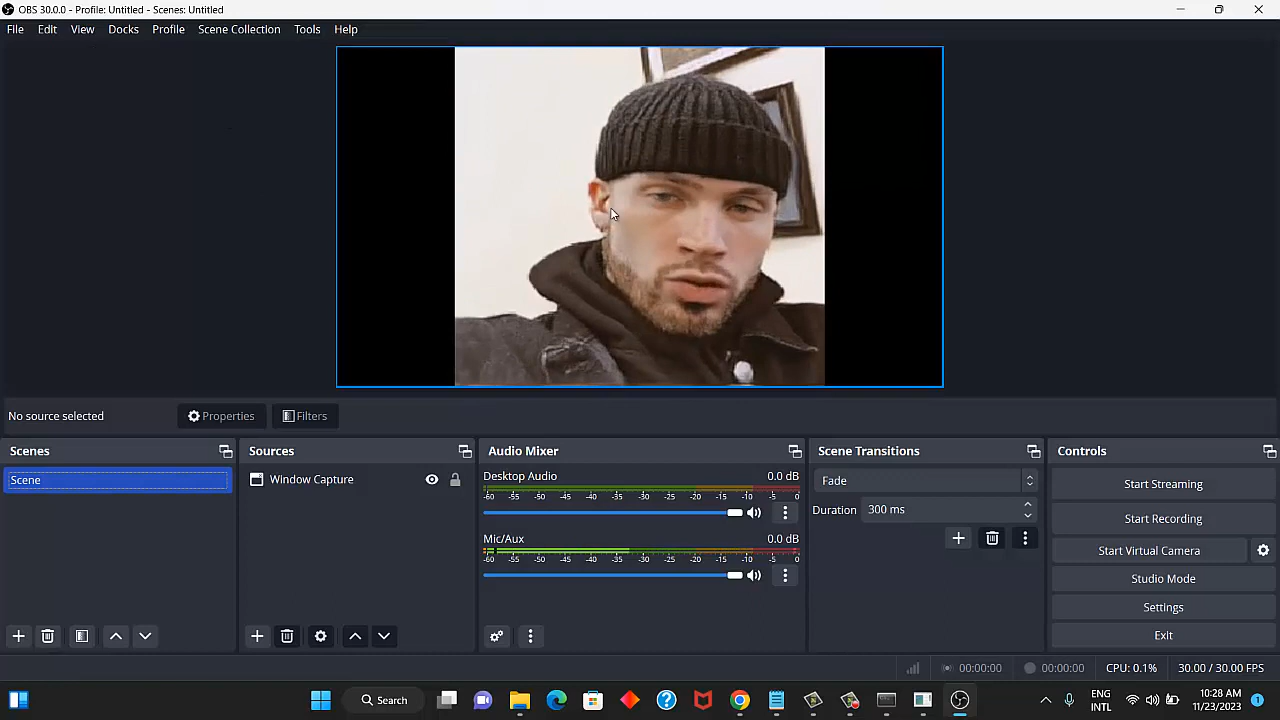 OBS 30.0.0 - Profile: Untitled - Scenes: Untitled
File Edit View Docks Profile Scene Collection Tools Help
No source selected Properties Filters
Scenes Sources Audio Mixer Scene Transitions Controls
Scene
Window Capture
Desktop Audio 0.0 dB
-60 -55 -50 -45 -40 -35 -30 -25 -20 -15 -10 -5 0
Mic/Aux 0.0 dB
-60 -55 -50 -45 -40 -35 -30 -25 -20 -15 -10 -5 0
Fade
Duration 300 ms
Start Streaming
Start Recording
Start Virtual Camera
Studio Mode
Settings
Exit
00:00:00 00:00:00 CPU: 0.1% 30.00 / 30.00 FPS
Search
ENG
INTL
10:28 AM
11/23/2023
1